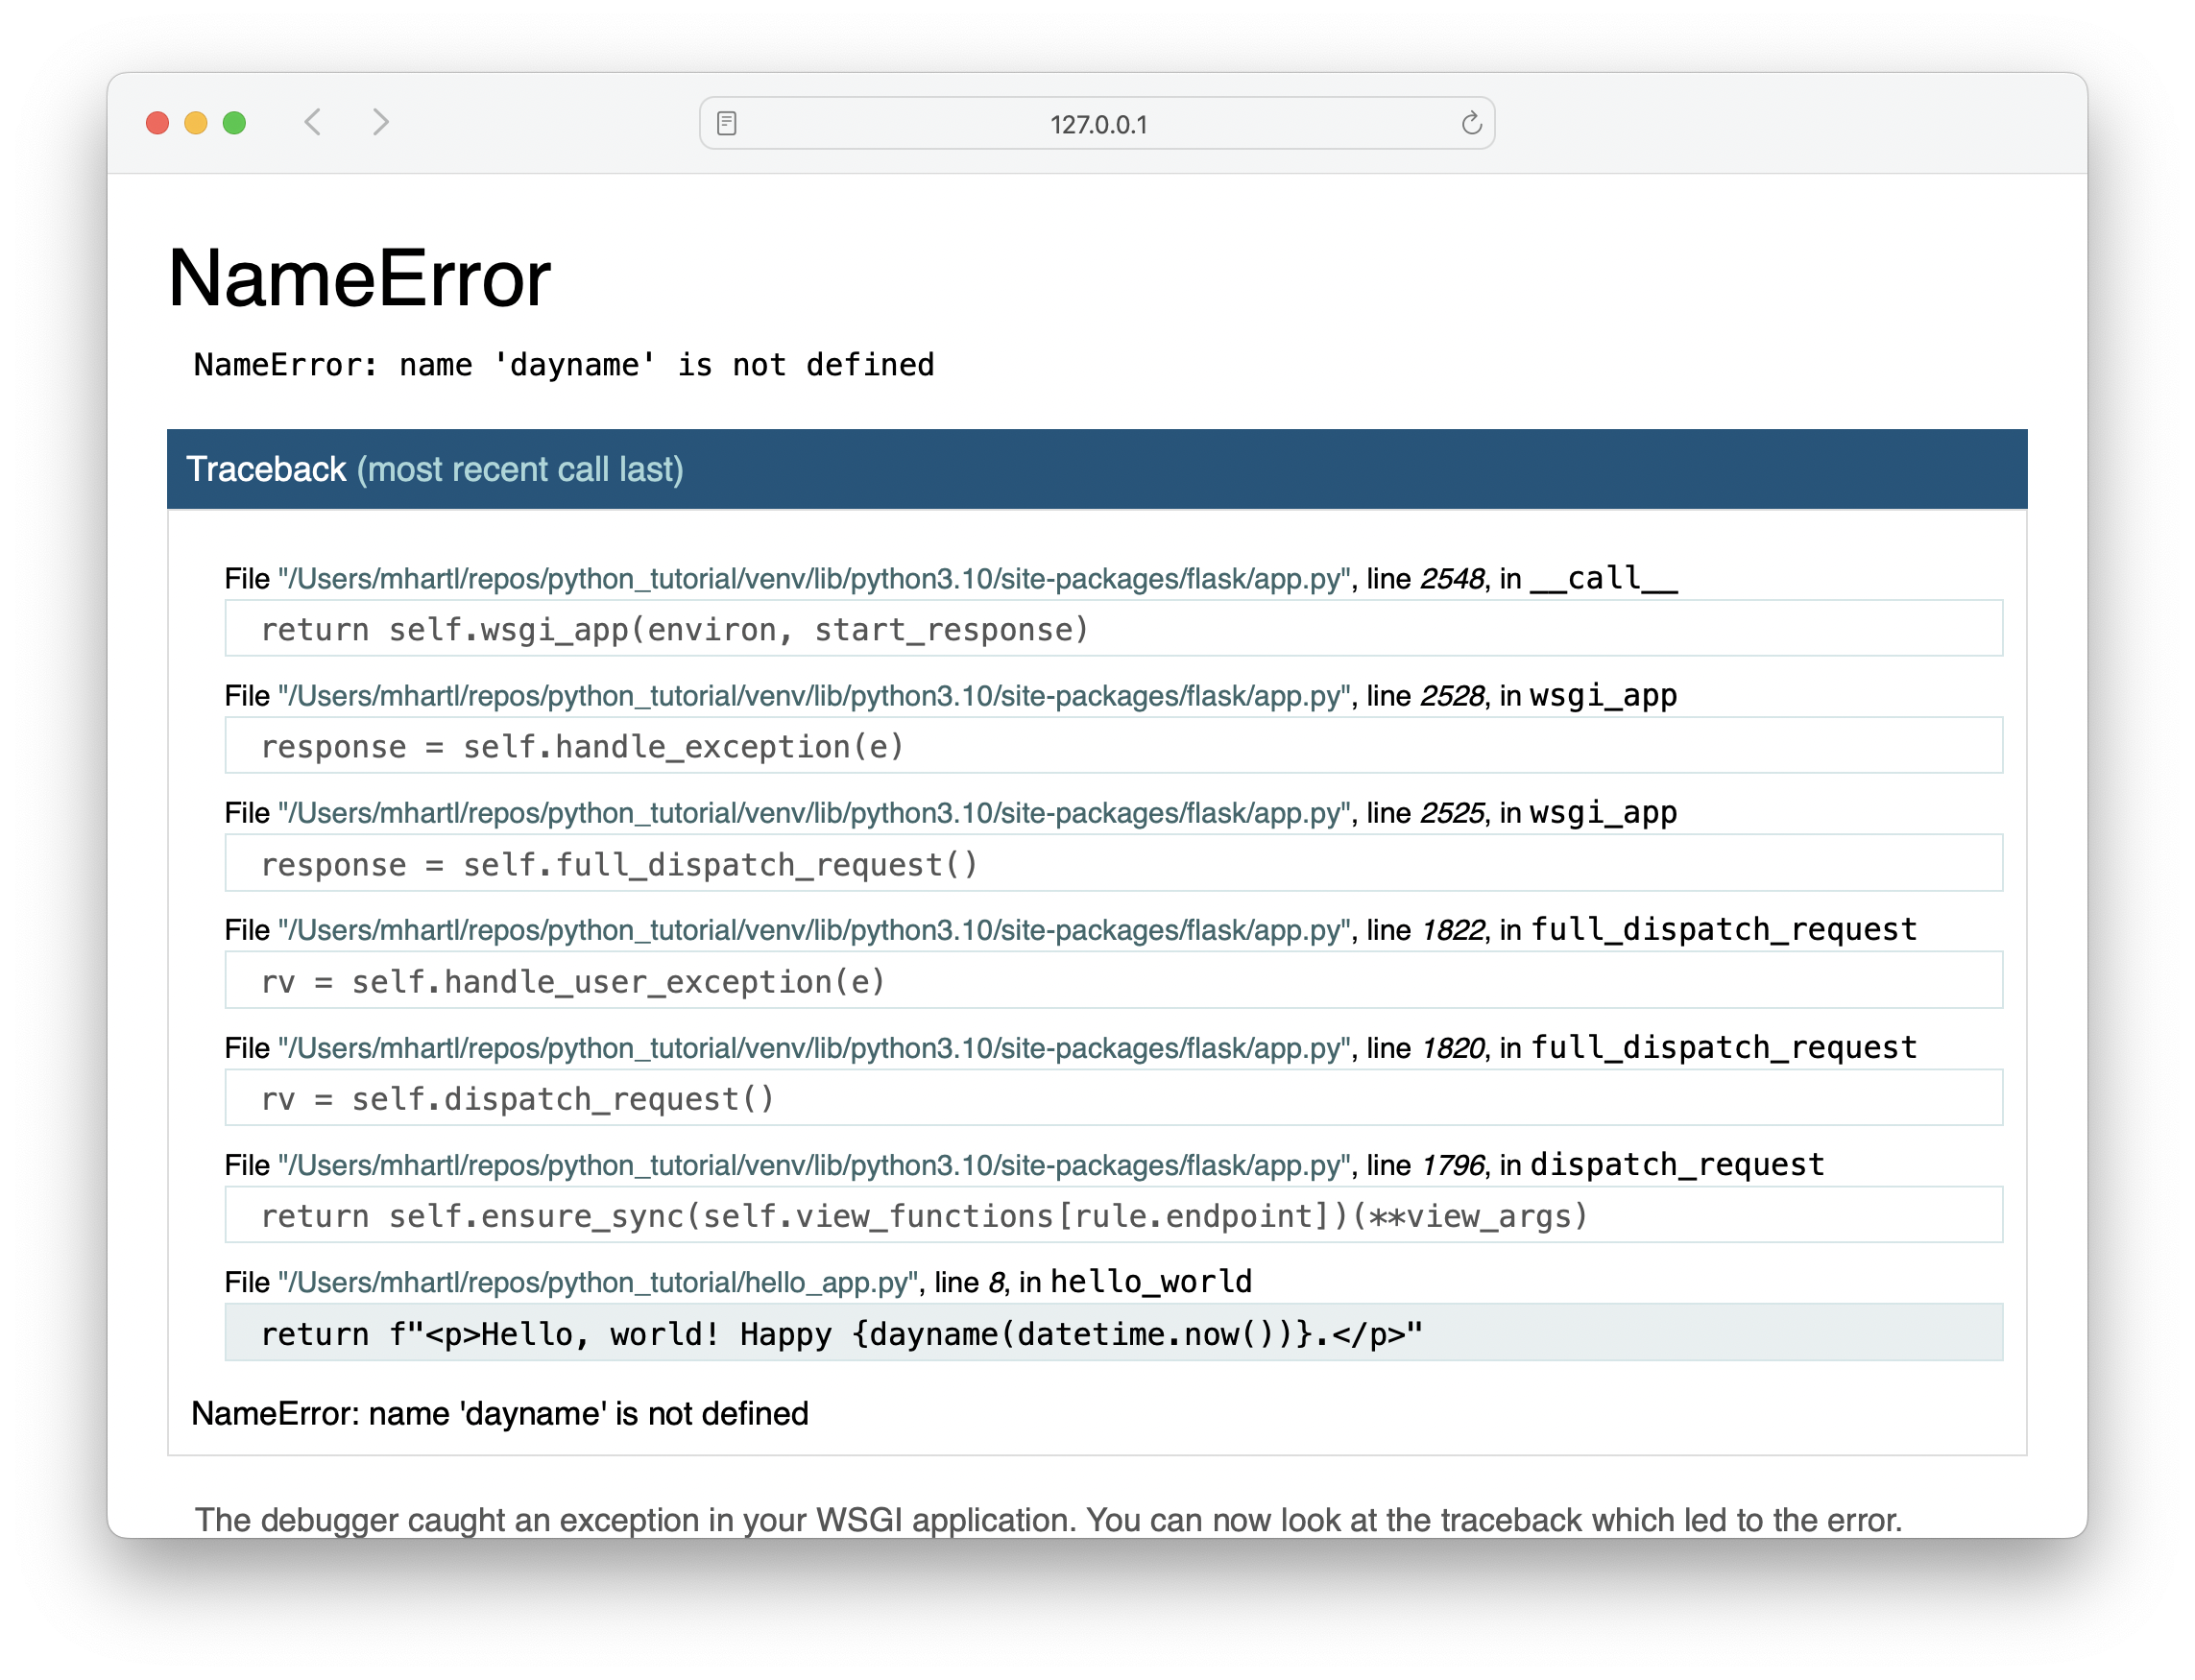 127.0.0.1
NameError
NameError: name 'dayname' is not defined
Traceback (most recent call last)
File "/Users/mhartl/repos/python_tutorial/venv/lib/python3.10/site-packages/flask/app.py", line 2548, in __call__
return self.wsgi_app(environ, start_response)
File "/Users/mhartl/repos/python_tutorial/venv/lib/python3.10/site-packages/flask/app.py", line 2528, in wsgi_app
response = self.handle_exception(e)
File "/Users/mhartl/repos/python_tutorial/venv/lib/python3.10/site-packages/flask/app.py", line 2525, in wsgi_app
response = self.full_dispatch_request()
File "/Users/mhartl/repos/python_tutorial/venv/lib/python3.10/site-packages/flask/app.py", line 1822, in full_dispatch_request
rv = self.handle_user_exception(e)
File "/Users/mhartl/repos/python_tutorial/venv/lib/python3.10/site-packages/flask/app.py", line 1820, in full_dispatch_request
rv = self.dispatch_request()
File "/Users/mhartl/repos/python_tutorial/venv/lib/python3.10/site-packages/flask/app.py", line 1796, in dispatch_request
return self.ensure_sync(self.view_functions[rule.endpoint])(**view_args)
File "/Users/mhartl/repos/python_tutorial/hello_app.py", line 8, in hello_world
return f"<p>Hello, world! Happy {dayname(datetime.now())}.</p>"
NameError: name 'dayname' is not defined
The debugger caught an exception in your WSGI application. You can now look at the traceback which led to the error.